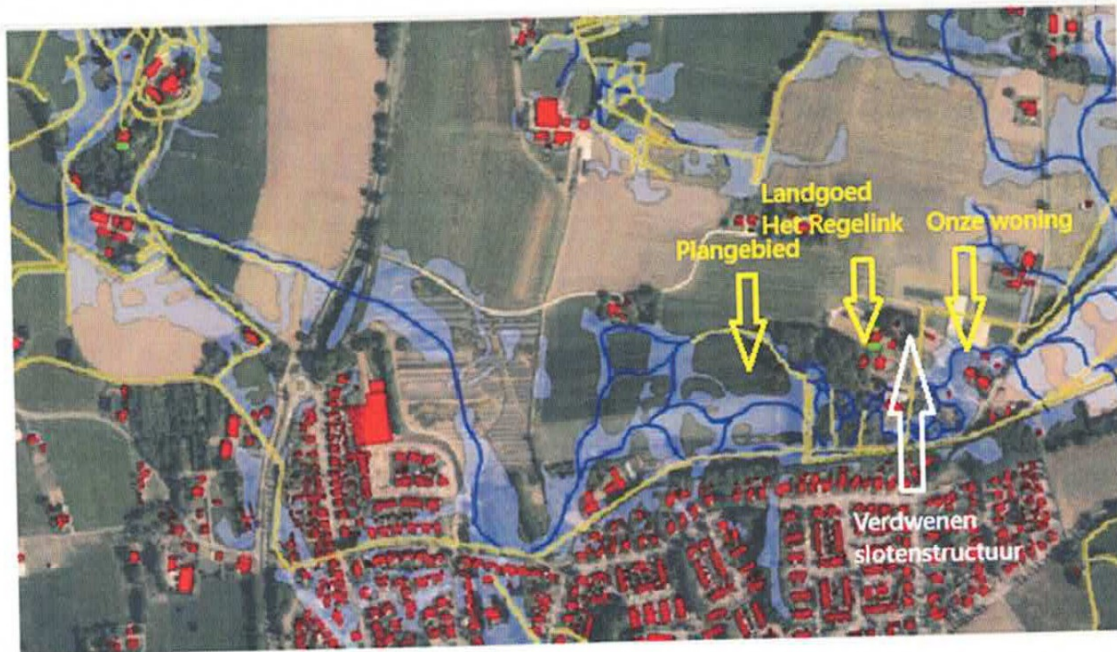 Landgoed
Het Regelink
Onze woning
Plangebied
Verdwenen
slotenstructuur